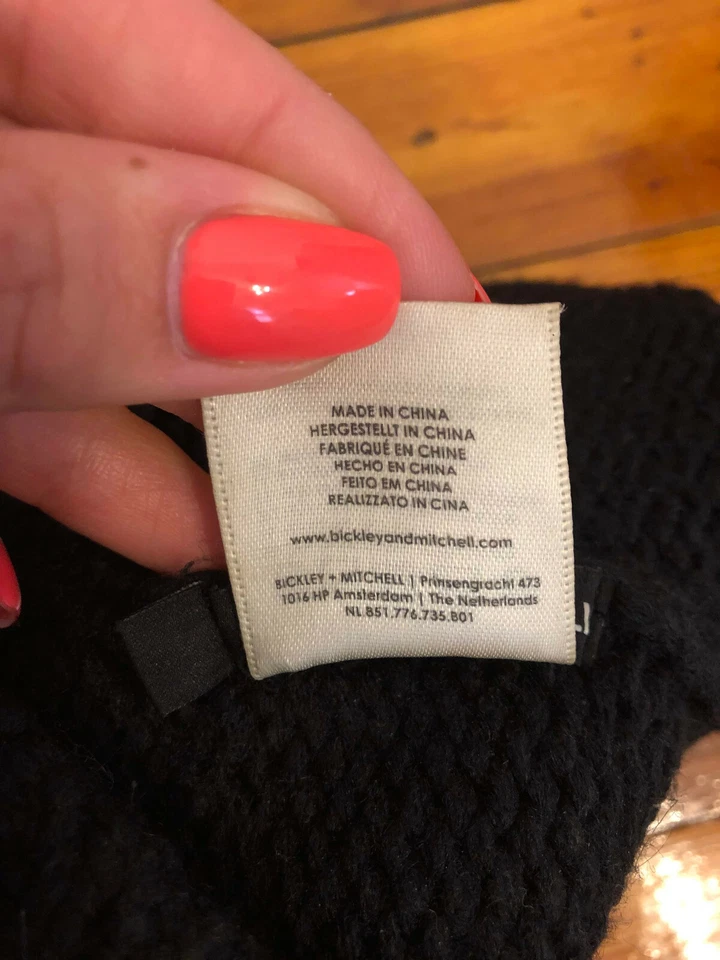 MADE IN CHINA
HERGESTELLT IN CHINA
FABRIQUÉ EN CHINE
HECHO EN CHINA
FEITO EM CHINA
REALIZZATO IN CINA
www.bickleyandmitchell.com
BICKLEY + MITCHELL | Prinsengracht 473
1016 HP Amsterdam | The Netherlands
NL 851.776.735.B01